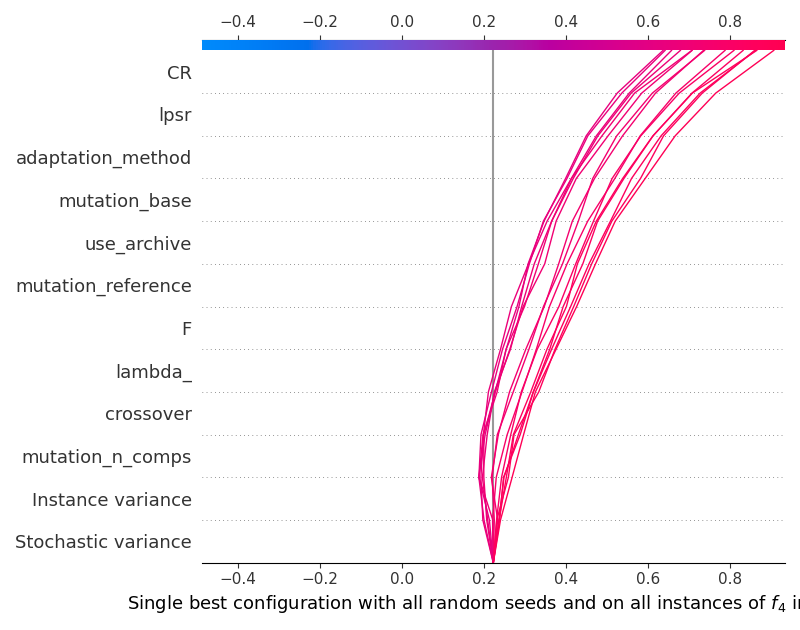 −0.4 −0.2 0.0 0.2 0.4 0.6 0.8
CR
lpsr
adaptation_method
mutation_base
use_archive
mutation_reference
F
lambda_
crossover
mutation_n_comps
Instance variance
Stochastic variance
−0.4 −0.2 0.0 0.2 0.4 0.6 0.8
Single best configuration with all random seeds and on all instances of f₄